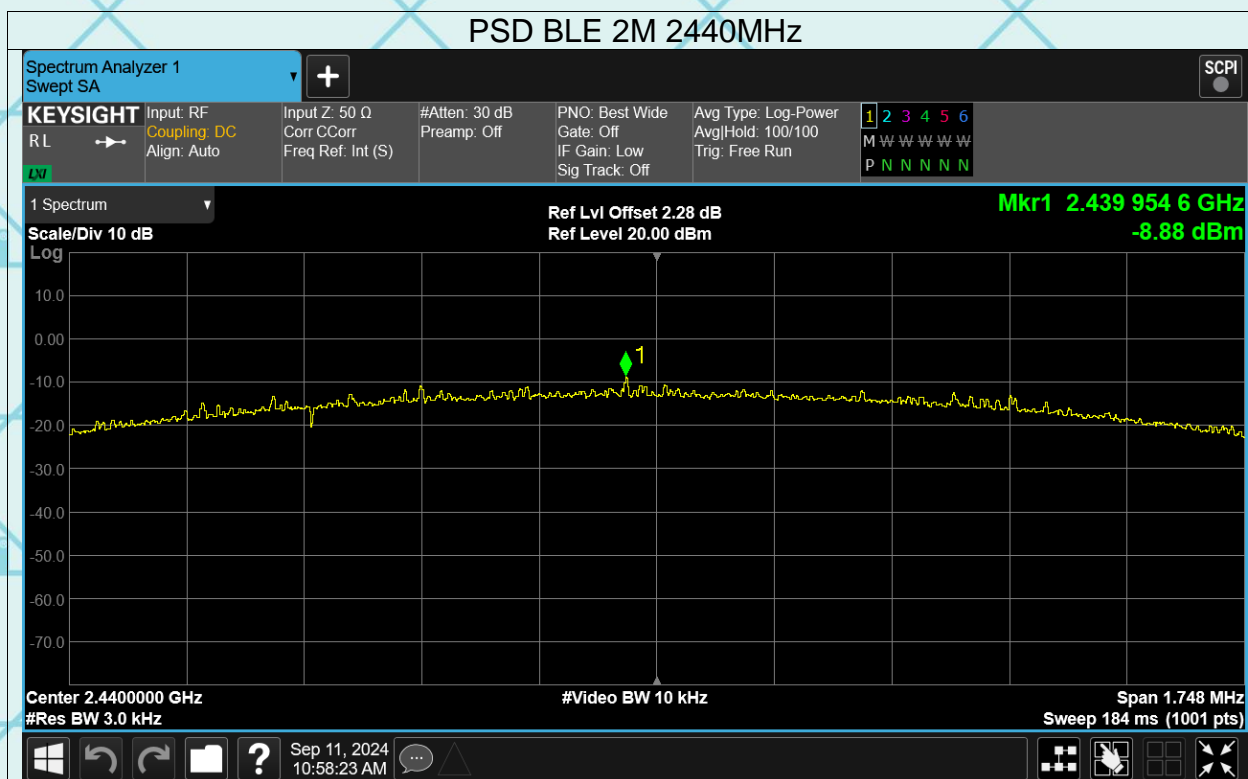 PSD BLE 2M 2440MHz
Spectrum Analyzer 1
Swept SA
SCPI
KEYSIGHT
RL
LXI
Input: RF
Coupling: DC
Align: Auto
Input Z: 50 Ω
Corr CCorr
Freq Ref: Int (S)
#Atten: 30 dB
Preamp: Off
PNO: Best Wide
Gate: Off
IF Gain: Low
Sig Track: Off
Avg Type: Log-Power
Avg|Hold: 100/100
Trig: Free Run
1 2 3 4 5 6
M W W W W W
P N N N N N
1 Spectrum
Scale/Div 10 dB
Log
Ref Lvl Offset 2.28 dB
Ref Level 20.00 dBm
Mkr1 2.439 954 6 GHz
-8.88 dBm
10.0
0.00
-10.0
-20.0
-30.0
-40.0
-50.0
-60.0
-70.0
1
Center 2.4400000 GHz
#Res BW 3.0 kHz
#Video BW 10 kHz
Span 1.748 MHz
Sweep 184 ms (1001 pts)
?
Sep 11, 2024
10:58:23 AM